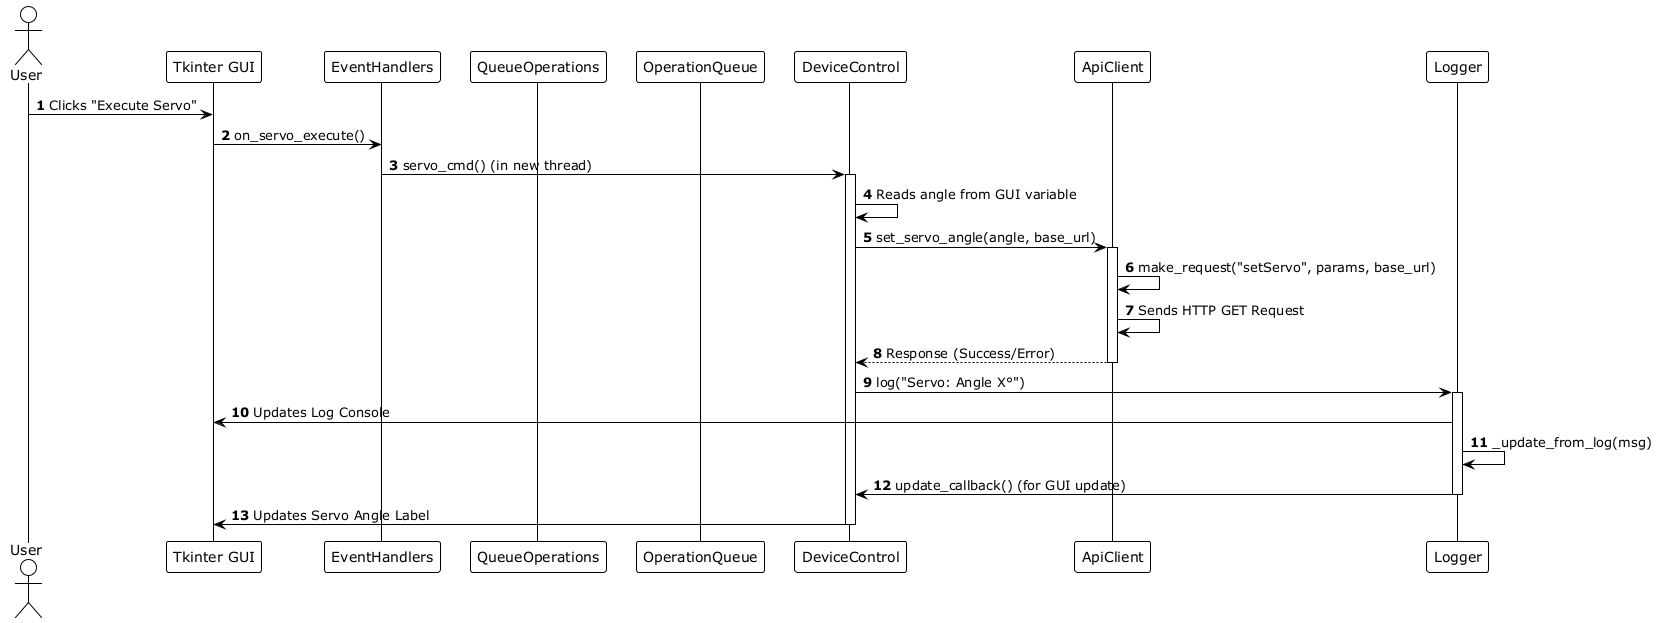 User
Tkinter GUI
EventHandlers
QueueOperations
OperationQueue
DeviceControl
ApiClient
Logger
1 Clicks "Execute Servo"
2 on_servo_execute()
3 servo_cmd() (in new thread)
4 Reads angle from GUI variable
5 set_servo_angle(angle, base_url)
6 make_request("setServo", params, base_url)
7 Sends HTTP GET Request
8 Response (Success/Error)
9 log("Servo: Angle X°")
10 Updates Log Console
11 _update_from_log(msg)
12 update_callback() (for GUI update)
13 Updates Servo Angle Label
User
Tkinter GUI
EventHandlers
QueueOperations
OperationQueue
DeviceControl
ApiClient
Logger